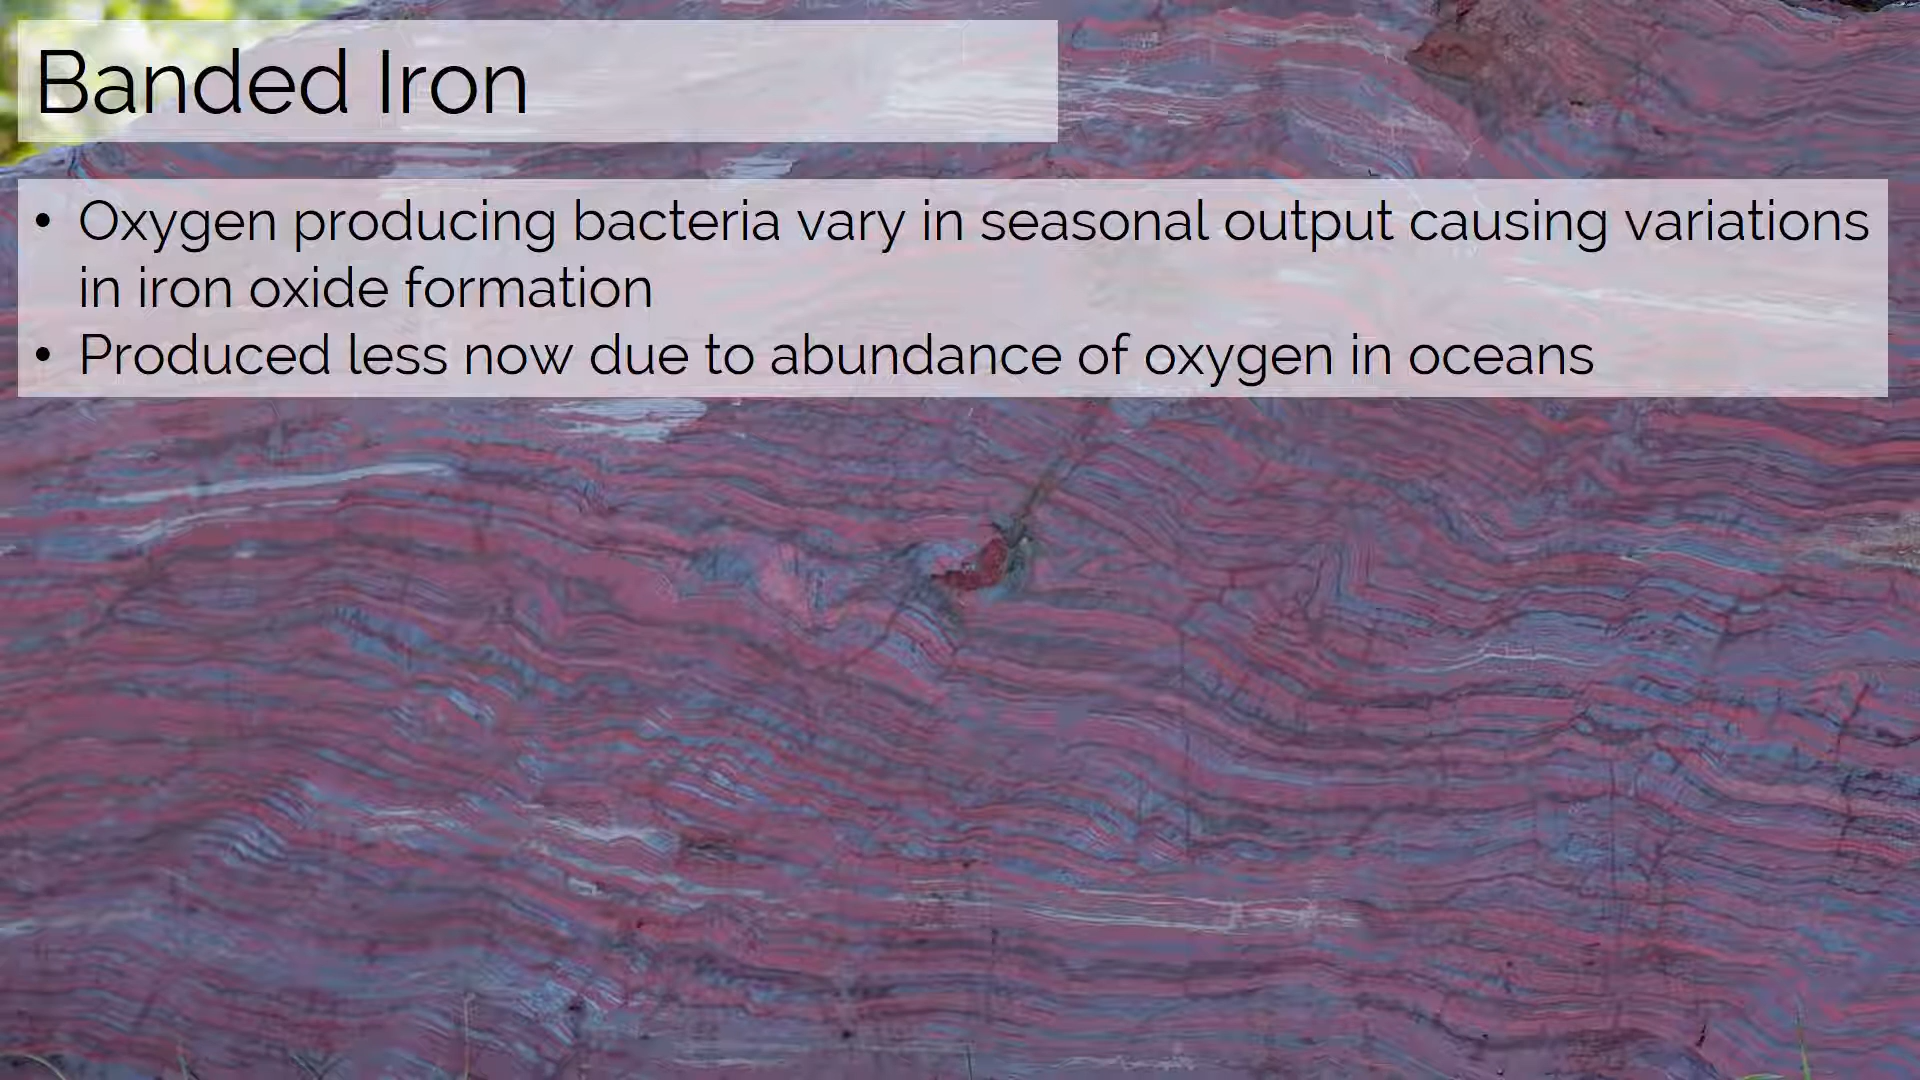 Banded Iron
• Oxygen producing bacteria vary in seasonal output causing variations
in iron oxide formation
• Produced less now due to abundance of oxygen in oceans